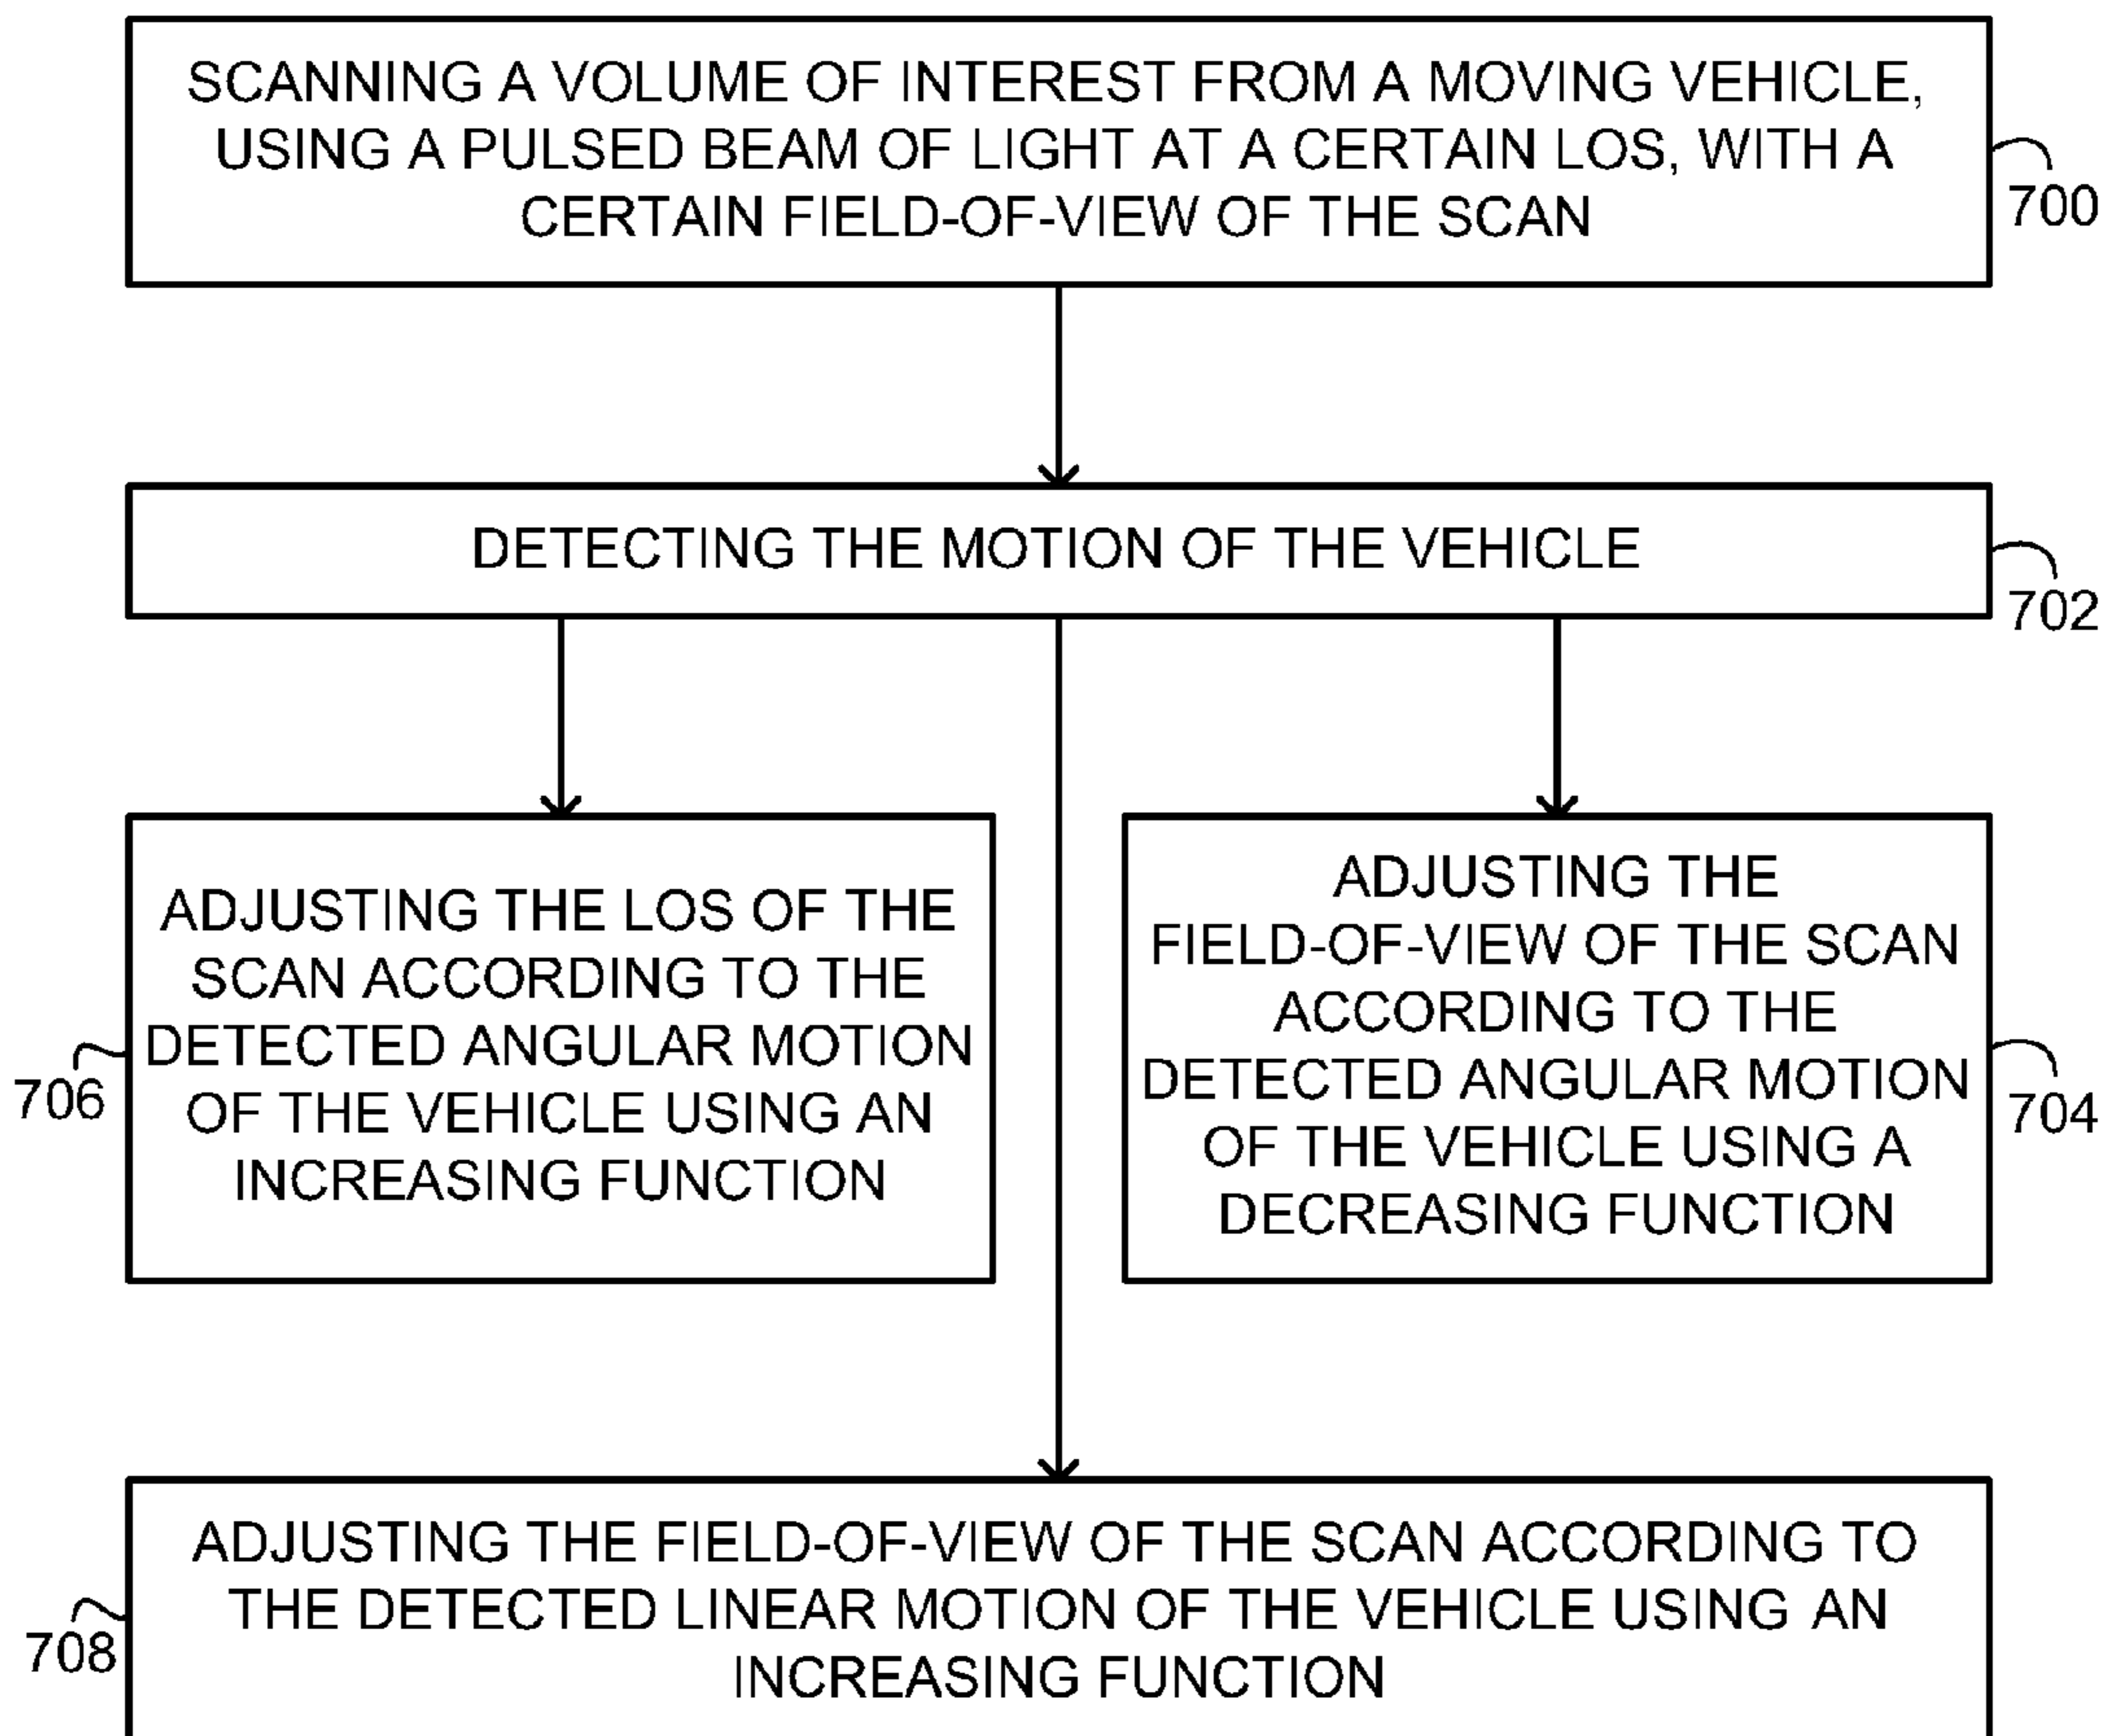 SCANNING A VOLUME OF INTEREST FROM A MOVING VEHICLE,
USING A PULSED BEAM OF LIGHT AT A CERTAIN LOS, WITH A
CERTAIN FIELD-OF-VIEW OF THE SCAN
700
DETECTING THE MOTION OF THE VEHICLE
702
ADJUSTING THE LOS OF THE
SCAN ACCORDING TO THE
DETECTED ANGULAR MOTION
OF THE VEHICLE USING AN
INCREASING FUNCTION
706
ADJUSTING THE
FIELD-OF-VIEW OF THE SCAN
ACCORDING TO THE
DETECTED ANGULAR MOTION
OF THE VEHICLE USING A
DECREASING FUNCTION
704
ADJUSTING THE FIELD-OF-VIEW OF THE SCAN ACCORDING TO
THE DETECTED LINEAR MOTION OF THE VEHICLE USING AN
INCREASING FUNCTION
708